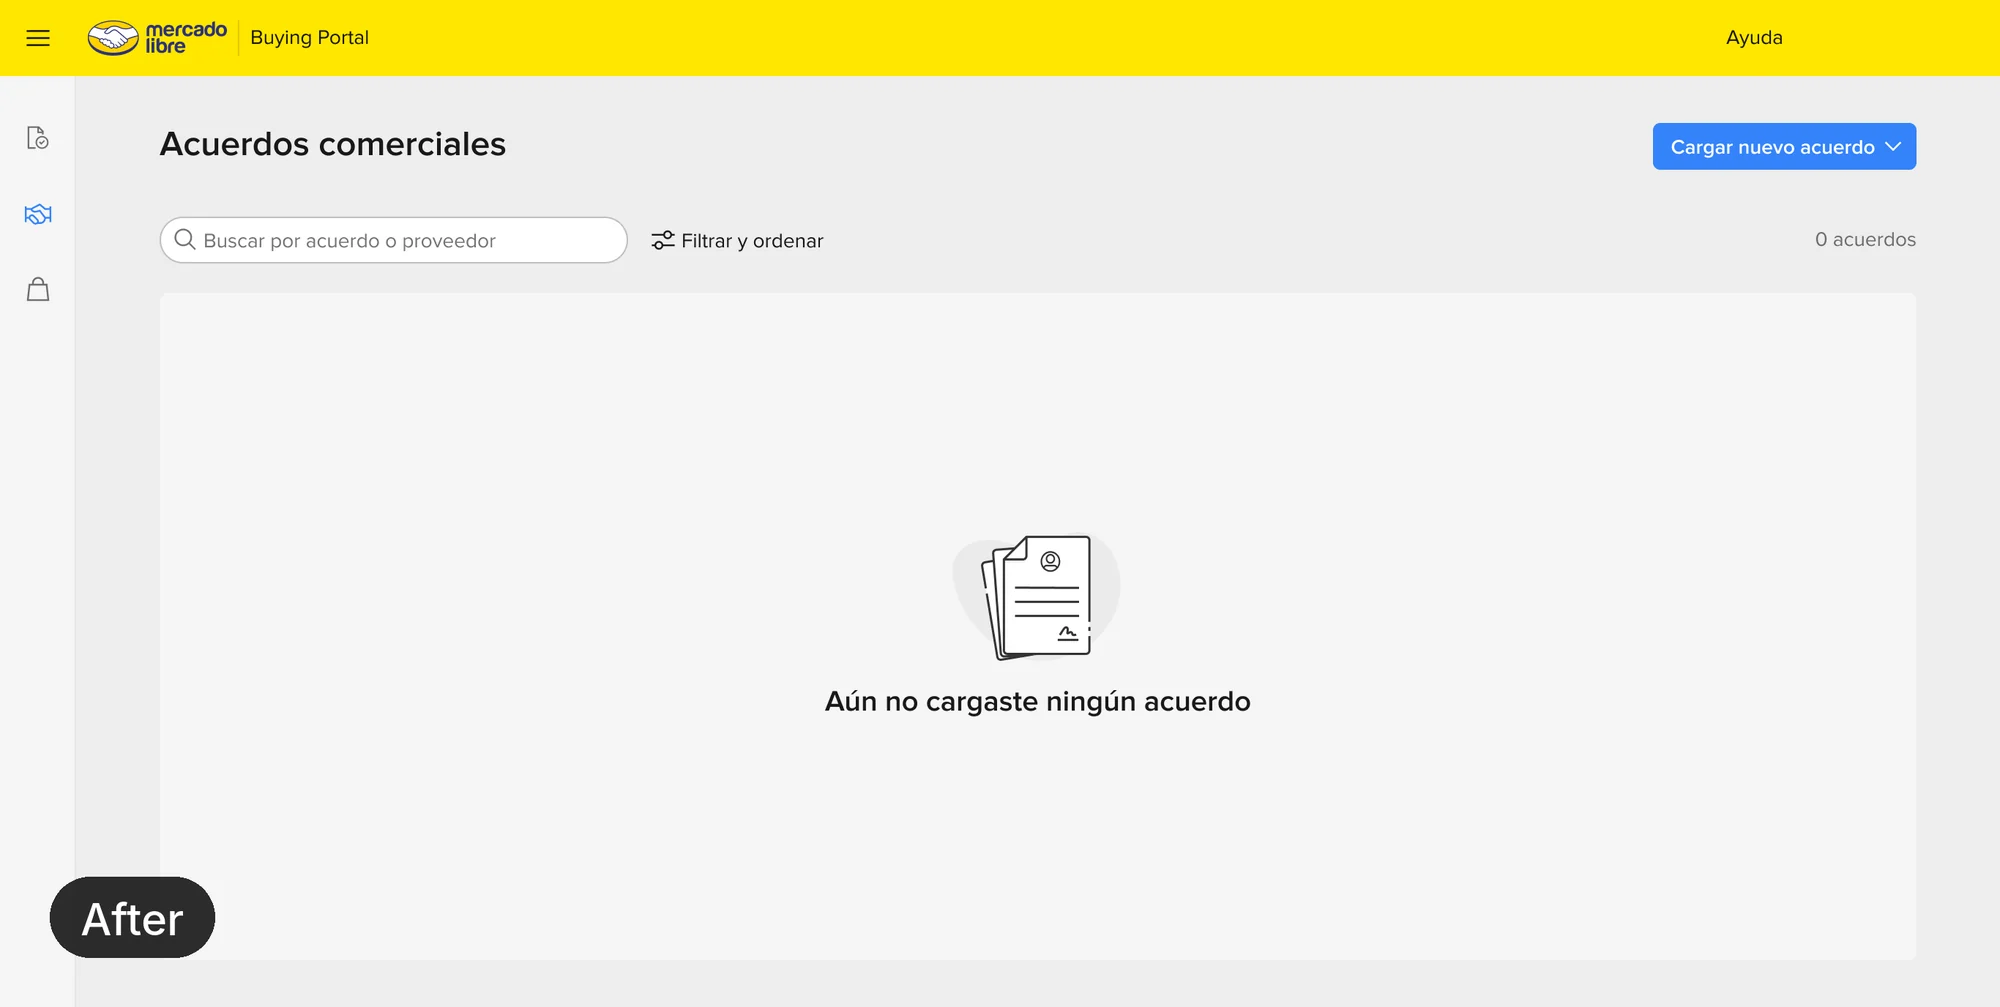 mercado
libre
Buying Portal
Ayuda
Acuerdos comerciales
Cargar nuevo acuerdo
Buscar por acuerdo o proveedor
Filtrar y ordenar
0 acuerdos
Aún no cargaste ningún acuerdo
After